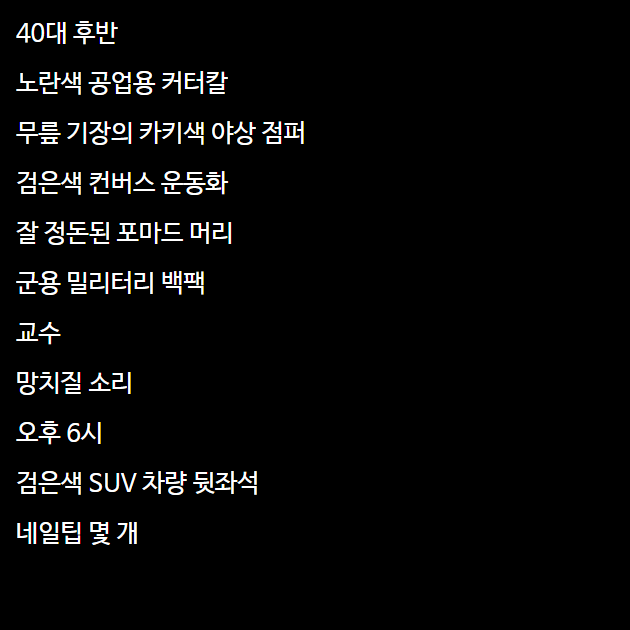 40대 후반
노란색 공업용 커터칼
무릎 기장의 카키색 야상 점퍼
검은색 컨버스 운동화
잘 정돈된 포마드 머리
군용 밀리터리 백팩
교수
망치질 소리
오후 6시
검은색 SUV 차량 뒷좌석
네일팁 몇 개